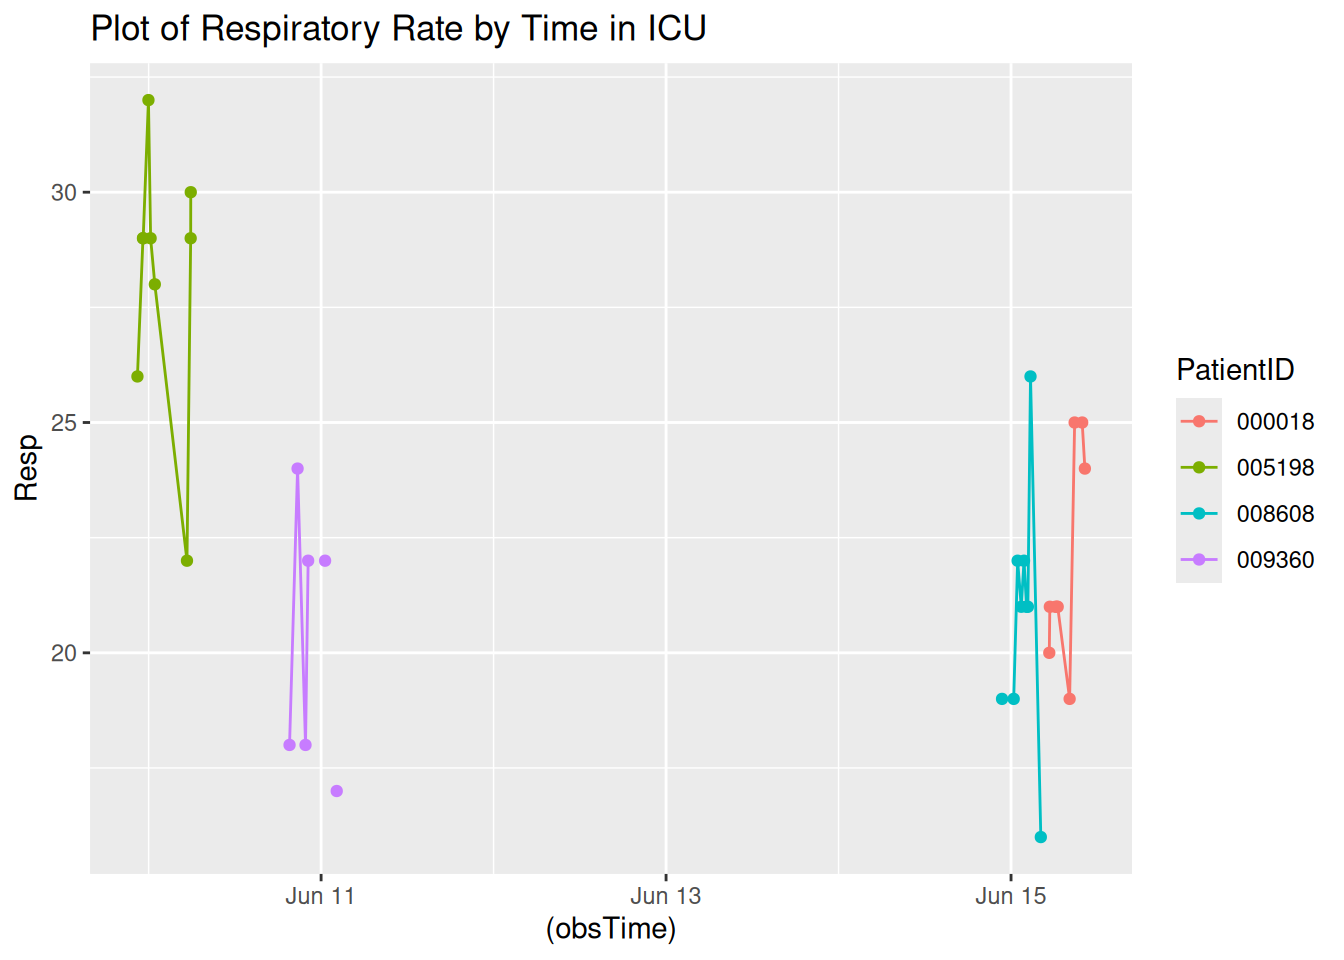 Plot of Respiratory Rate by Time in ICU
30
25
20
Resp
Jun 11
Jun 13
Jun 15
(obsTime)
PatientID
000018
005198
008608
009360